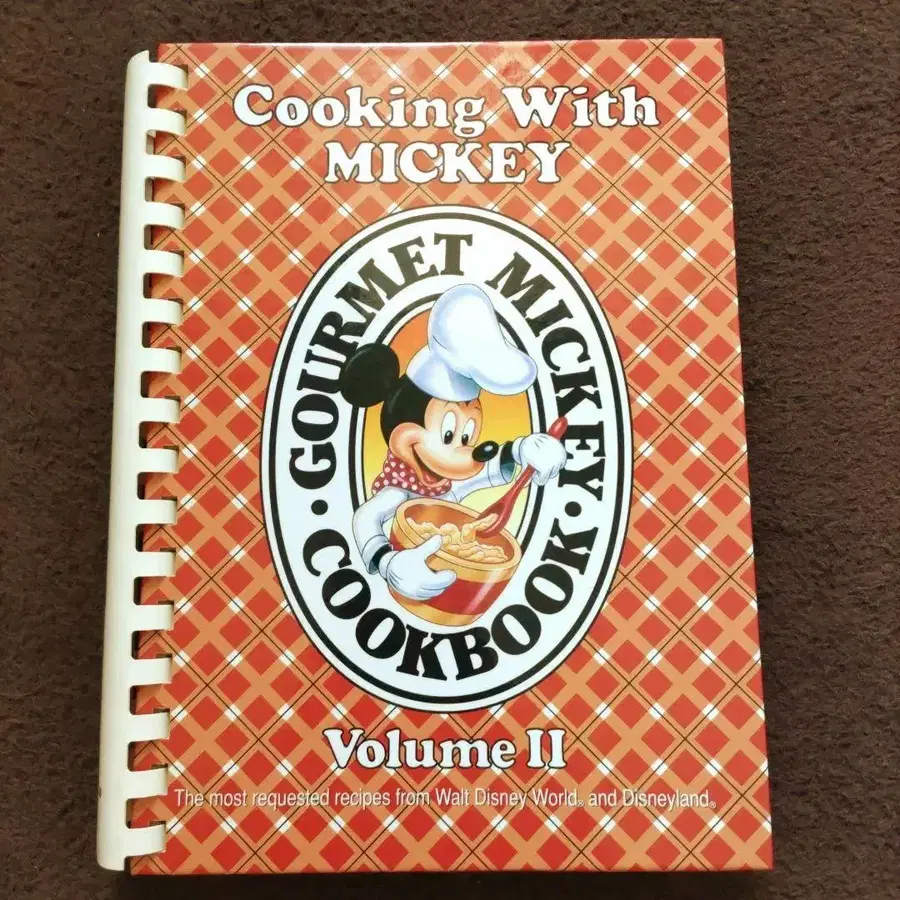 Cooking With
MICKEY
GOURMET MICKEY
• COOKBOOK •
Volume II
The most requested recipes from Walt Disney World® and Disneyland®